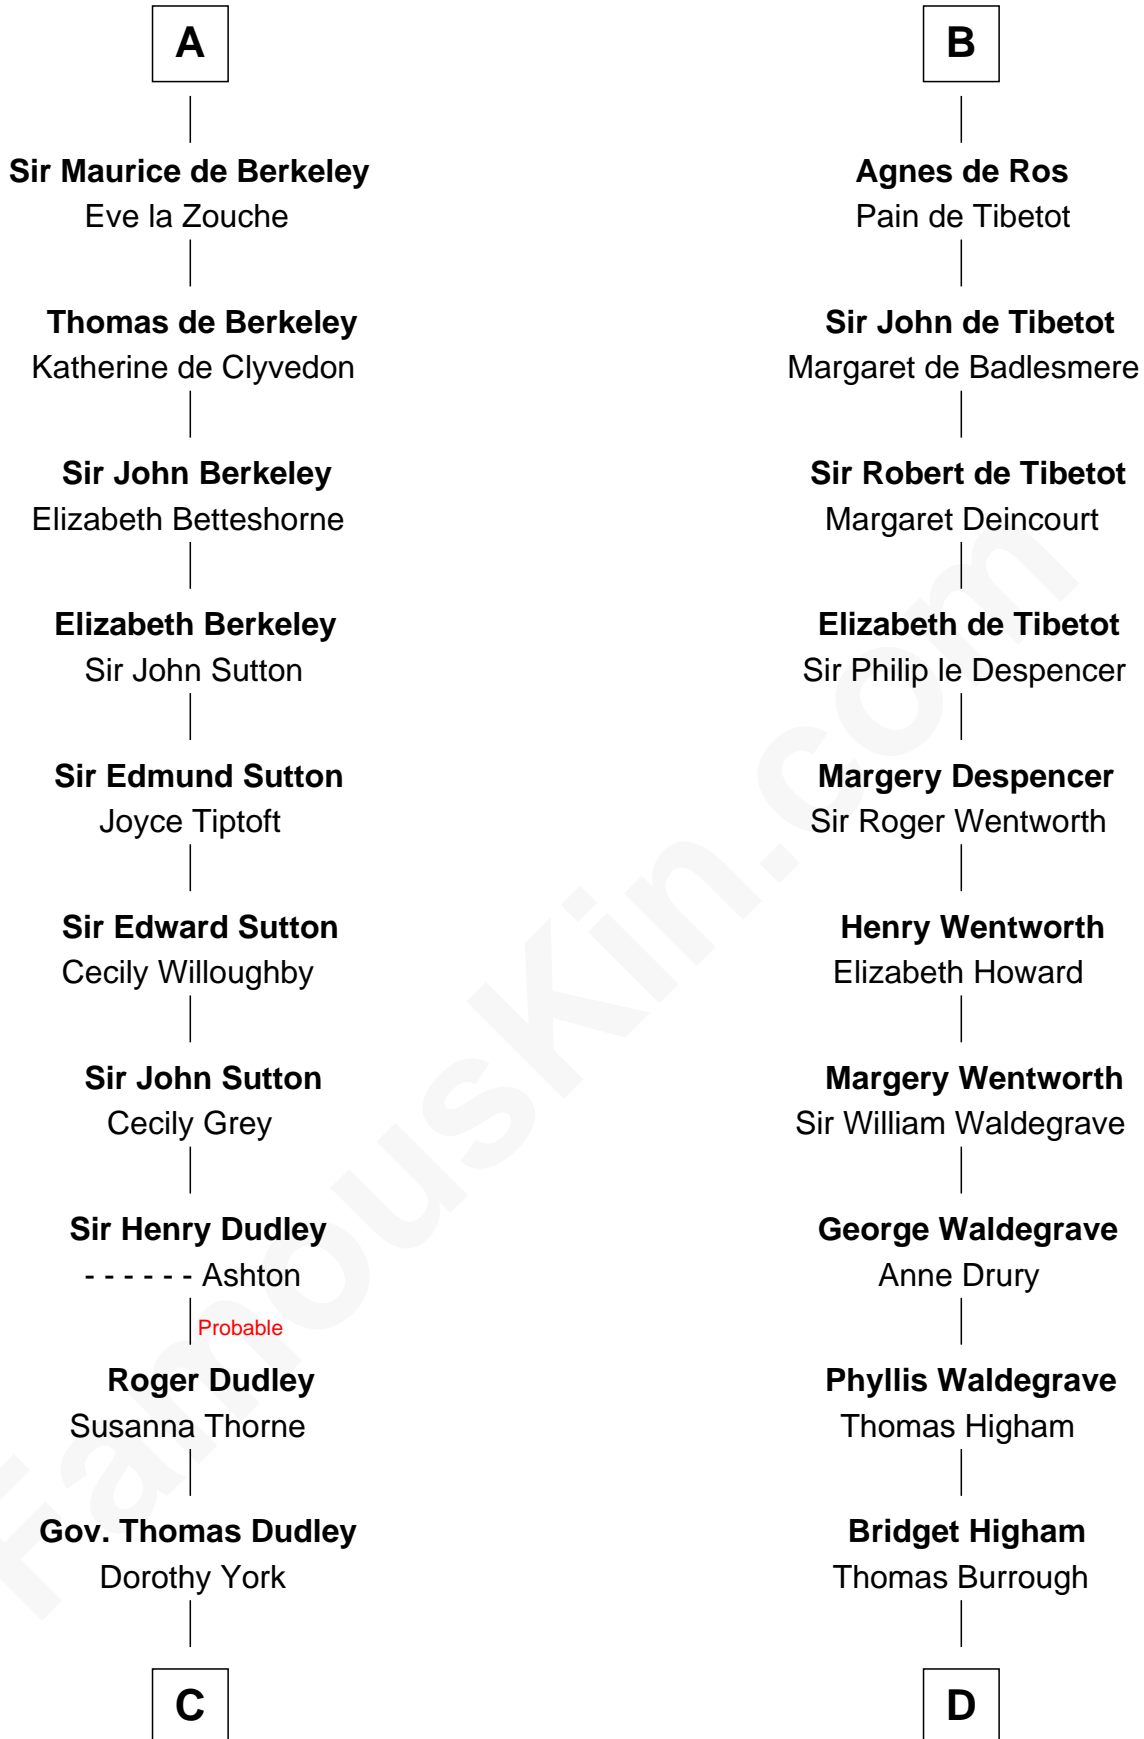 A
Sir Maurice de Berkeley
Eve la Zouche
Thomas de Berkeley
Katherine de Clyvedon
Sir John Berkeley
Elizabeth Betteshorne
Elizabeth Berkeley
Sir John Sutton
Sir Edmund Sutton
Joyce Tiptoft
Sir Edward Sutton
Cecily Willoughby
Sir John Sutton
Cecily Grey
Sir Henry Dudley
- - - - - - Ashton
Probable
Roger Dudley
Susanna Thorne
Gov. Thomas Dudley
Dorothy York
C
B
Agnes de Ros
Pain de Tibetot
Sir John de Tibetot
Margaret de Badlesmere
Sir Robert de Tibetot
Margaret Deincourt
Elizabeth de Tibetot
Sir Philip le Despencer
Margery Despencer
Sir Roger Wentworth
Henry Wentworth
Elizabeth Howard
Margery Wentworth
Sir William Waldegrave
George Waldegrave
Anne Drury
Phyllis Waldegrave
Thomas Higham
Bridget Higham
Thomas Burrough
D
FamousKin.com